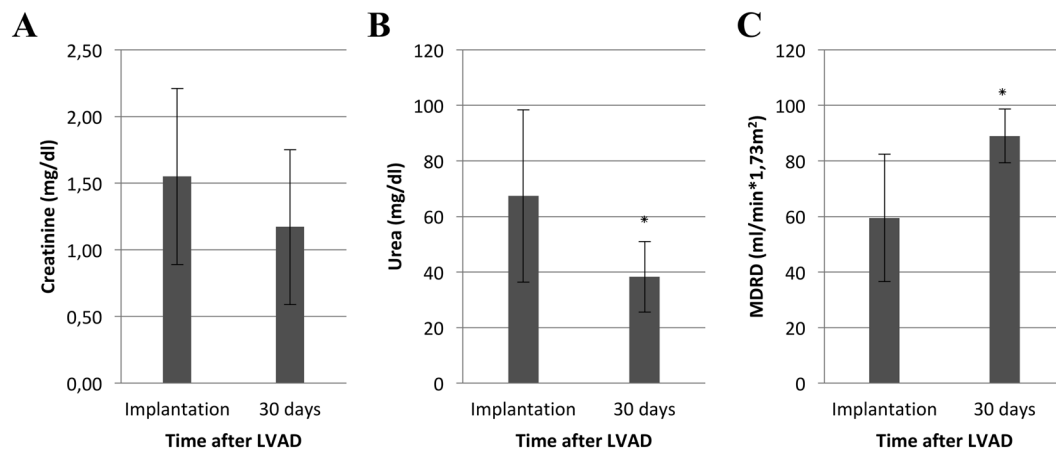 A
2,50
2,00
1,50
1,00
0,50
0,00
Creatinine (mg/dl)
Implantation 30 days
Time after LVAD
B
120
100
80
60
40
20
0
Urea (mg/dl)
*
Implantation 30 days
Time after LVAD
C
120
100
80
60
40
20
0
MDRD (ml/min*1,73m²)
*
Implantation 30 days
Time after LVAD